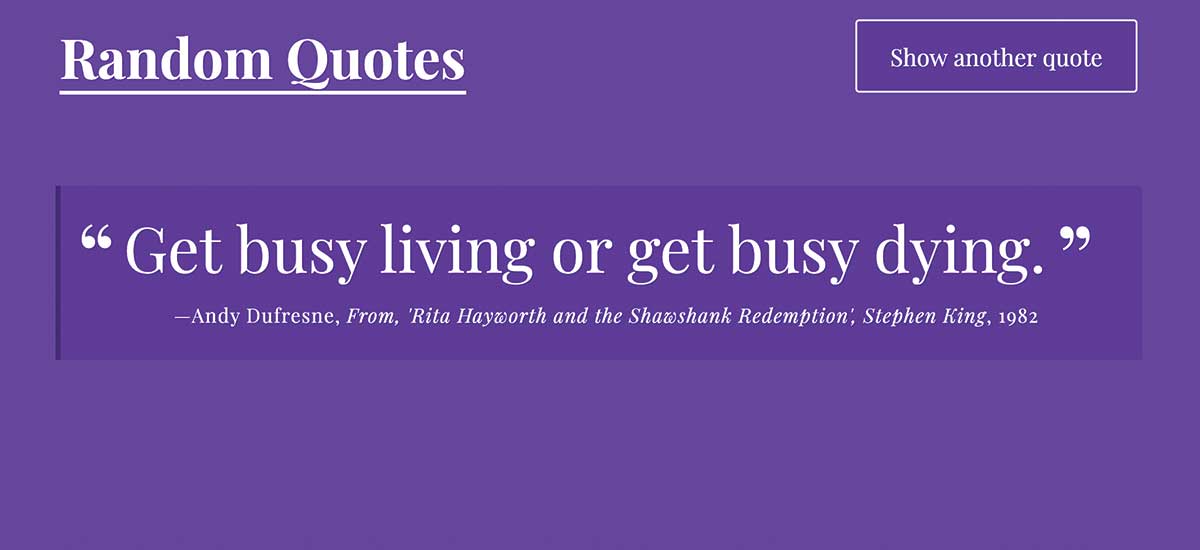 Random Quotes
Show another quote
“ Get busy living or get busy dying. ”
—Andy Dufresne, From, 'Rita Hayworth and the Shawshank Redemption', Stephen King, 1982